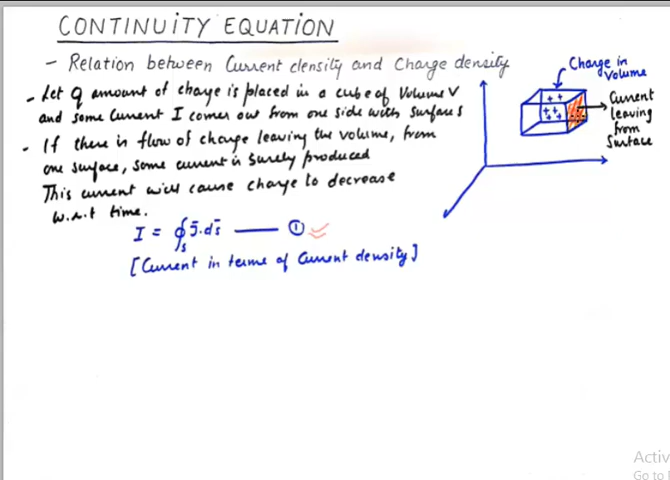 CONTINUITY EQUATION
- Relation between Current density and Charge density
- Let Q amount of charge is placed in a cube of Volume V
and some current I comes out from one side with surface S
- If there is flow of charge leaving the volume, from
one surface, some current is surely produced
This current will cause charge to decrease
w.r.t time.
I = ∮s J̄.ds̄ —— ①
[Current in terms of Current density]
Charge in
Volume
++
+++
Current
leaving
from
Surface
Activ
Go to